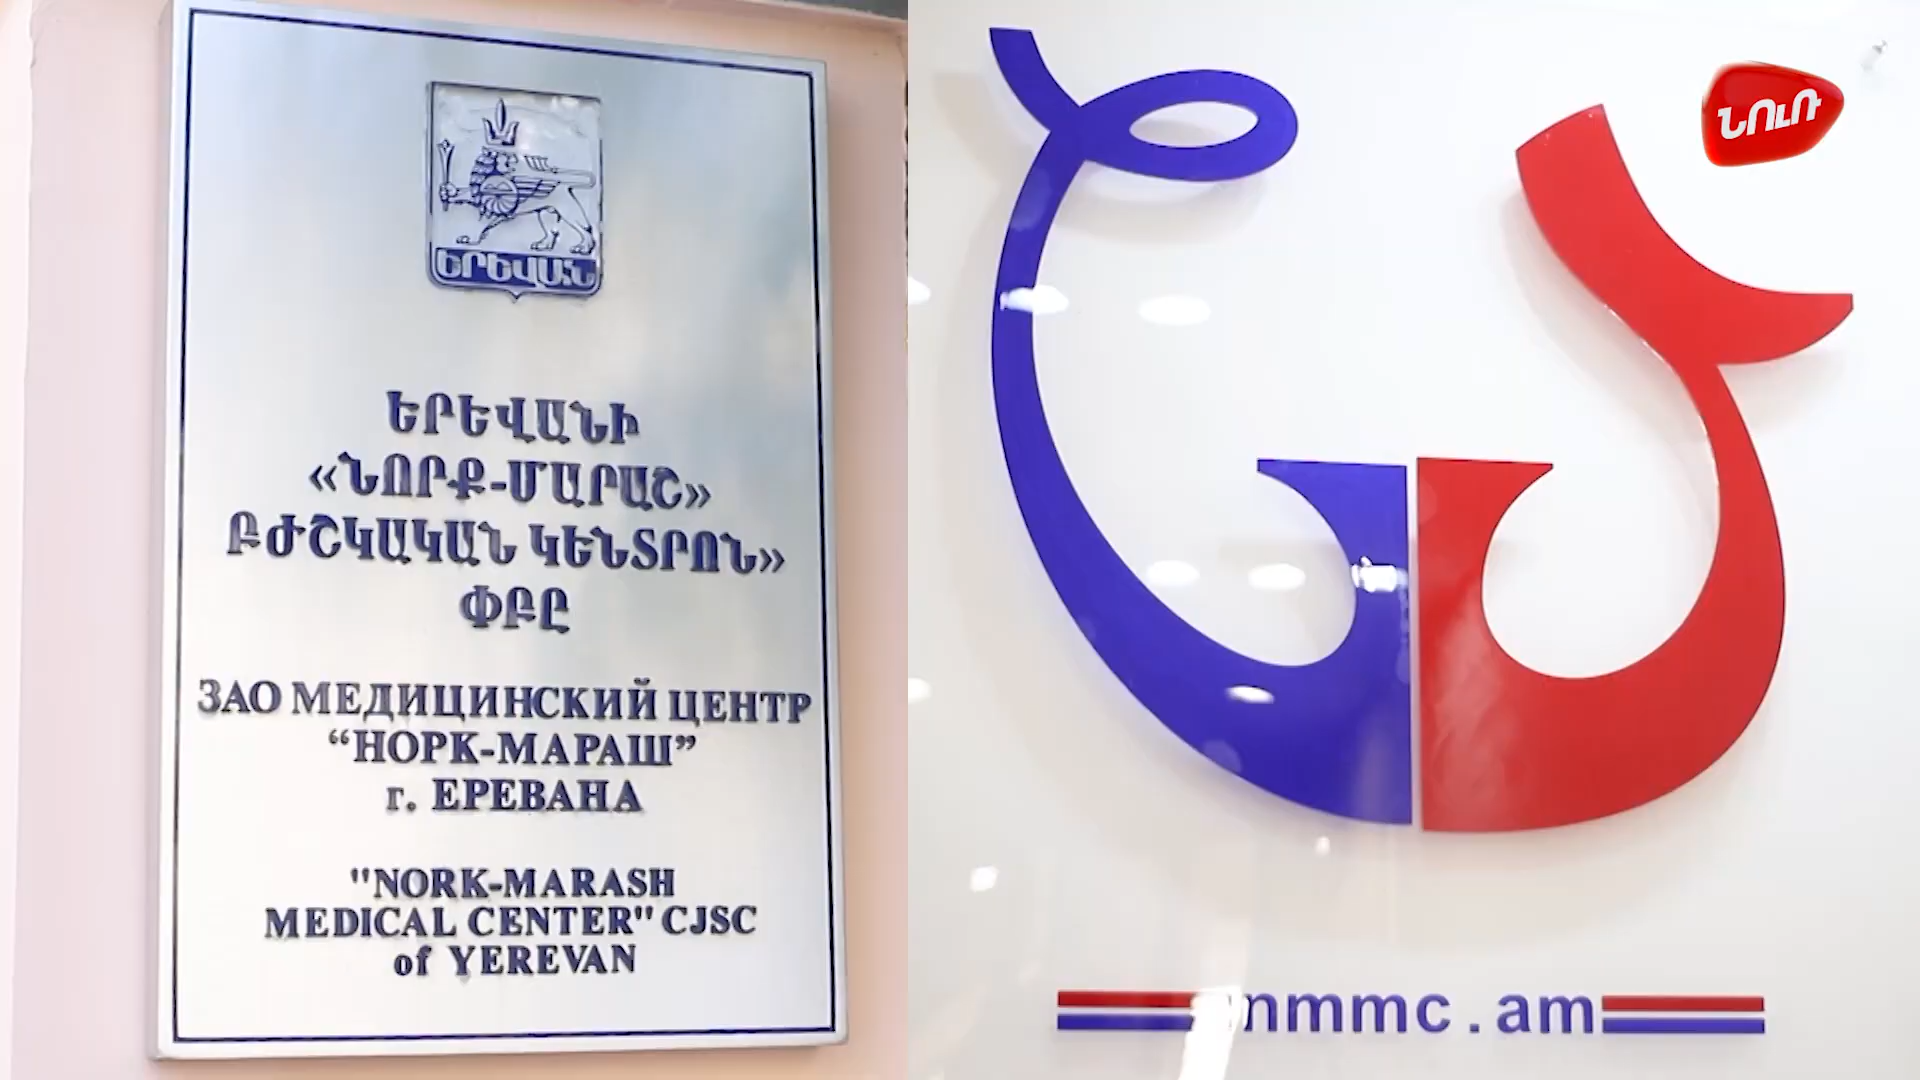 ԵՐԵՎԱՆ
ԵՐԵՎԱՆԻ
«ՆՈՐՔ-ՄԱՐԱՇ»
ԲԺՇԿԱԿԱՆ ԿԵՆՏՐՈՆ»
ՓԲԸ
ЗАО МЕДИЦИНСКИЙ ЦЕНТР
“НОРК-МАРАШ”
г. ЕРЕВАНА
"NORK-MARASH
MEDICAL CENTER" CJSC
of YEREVAN
ՆՈՒՌ
nmmc.am